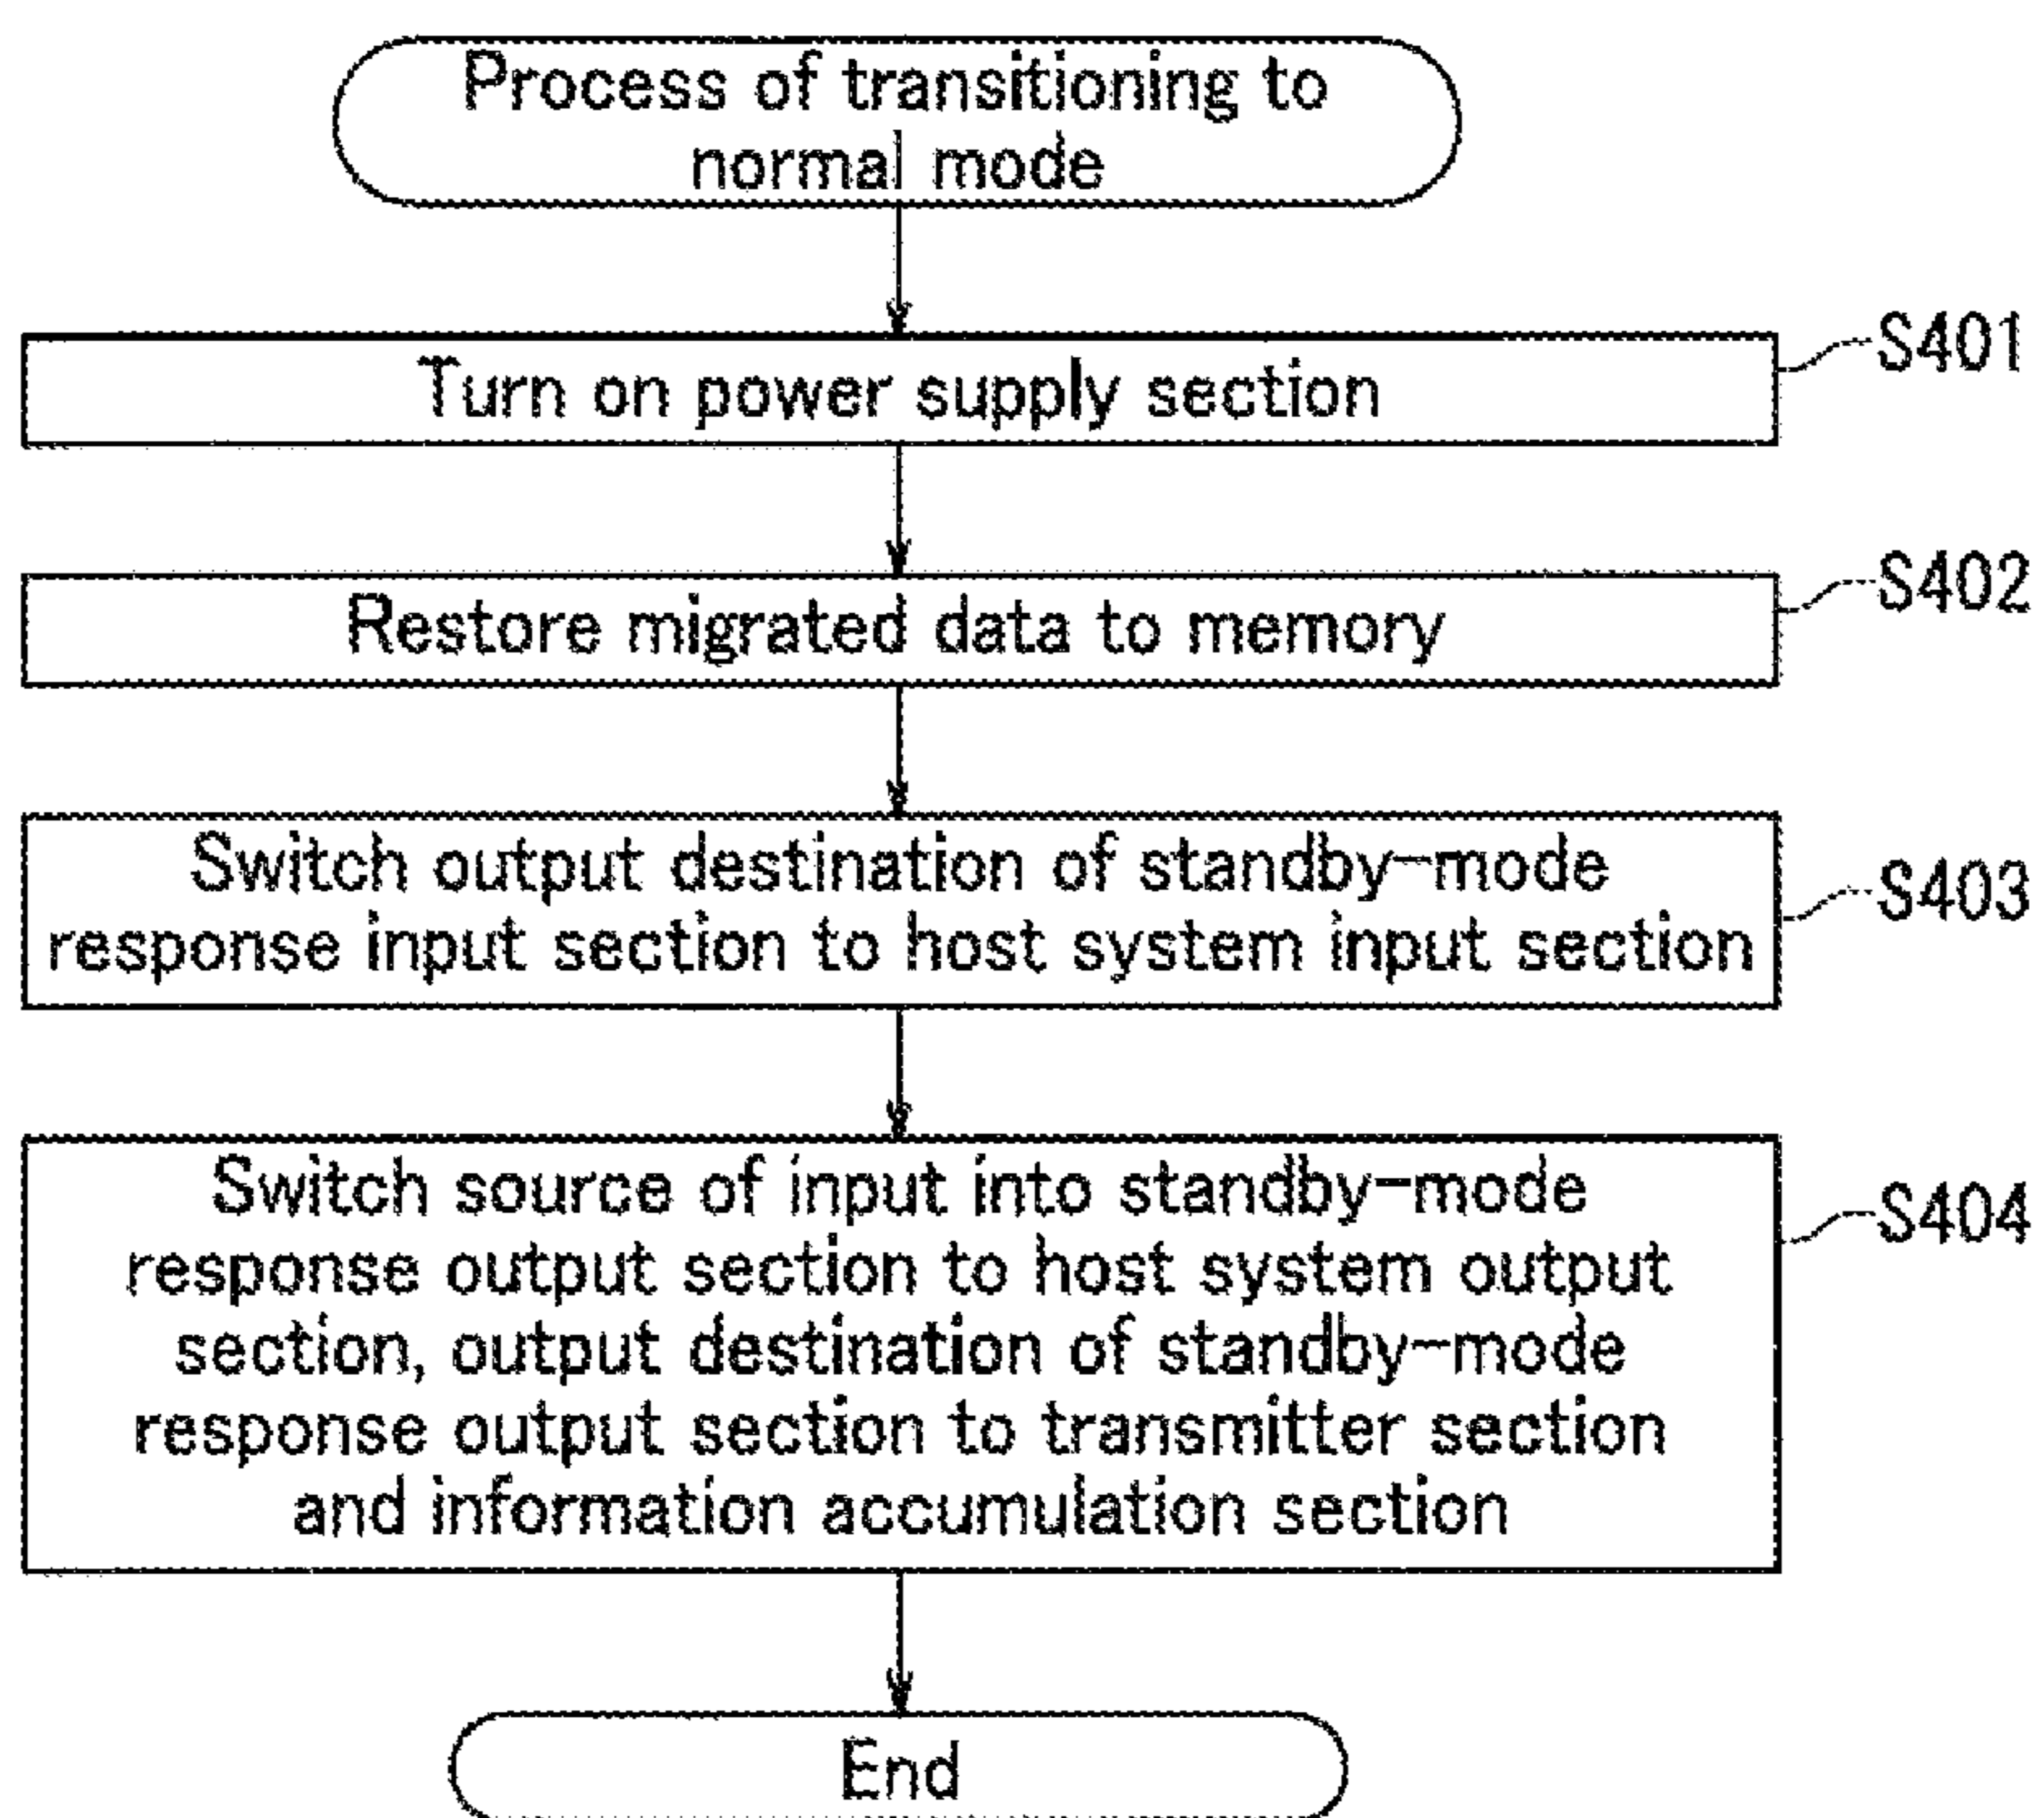 Process of transitioning to
normal mode
S401
Turn on power supply section
S402
Restore migrated data to memory
S403
Switch output destination of standby-mode
response input section to host system input section
S404
Switch source of input into standby-mode
response output section to host system output
section, output destination of standby-mode
response output section to transmitter section
and information accumulation section
End